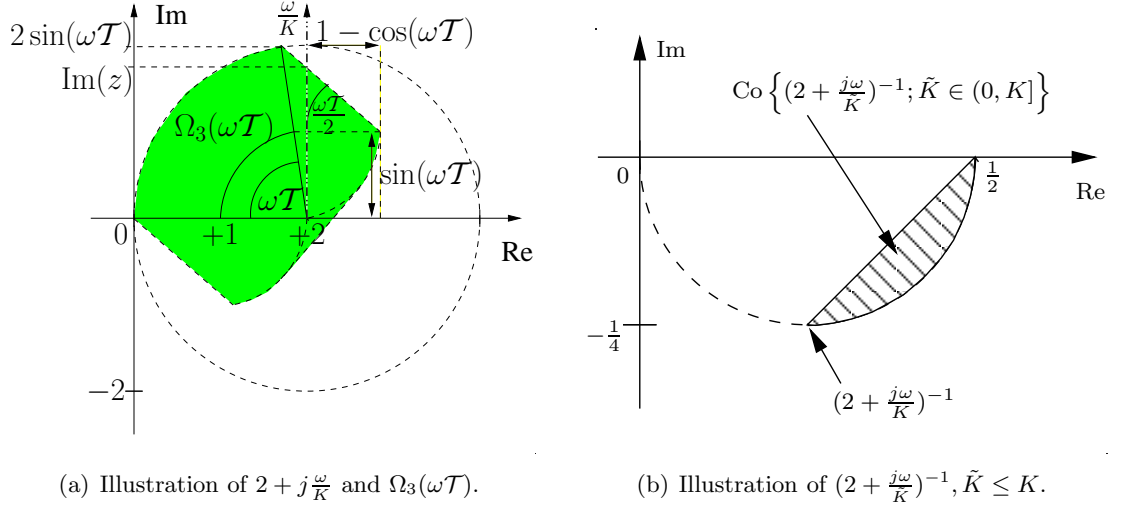 Im
ω/K
1 − cos(ωT)
2 sin(ωT)
Im(z)
ωT/2
Ω₃(ωT)
sin(ωT)
ωT
0
+1
+2
Re
−2
(a) Illustration of 2 + j ω/K and Ω₃(ωT).
Im
Co {(2 + jω/K̃)⁻¹; K̃ ∈ (0, K]}
0
1/2
Re
−1/4
(2 + jω/K)⁻¹
(b) Illustration of (2 + jω/K̃)⁻¹, K̃ ≤ K.